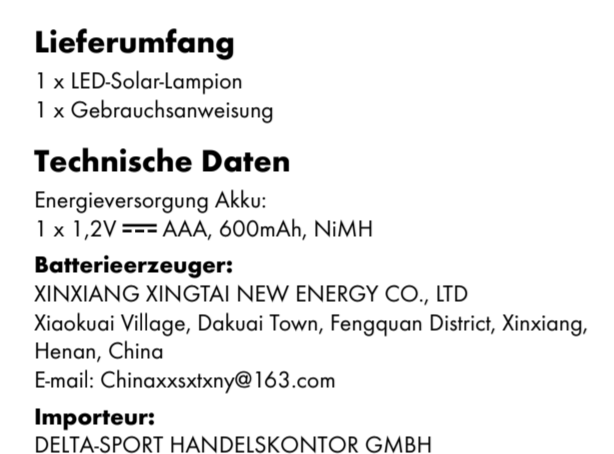 Lieferumfang
1 x LED-Solar-Lampion
1 x Gebrauchsanweisung
Technische Daten
Energieversorgung Akku:
1 x 1,2V ⎓ AAA, 600mAh, NiMH
Batterieerzeuger:
XINXIANG XINGTAI NEW ENERGY CO., LTD
Xiaokuai Village, Dakuai Town, Fengquan District, Xinxiang,
Henan, China
E-mail: Chinaxxsxtxny@163.com
Importeur:
DELTA-SPORT HANDELSKONTOR GMBH